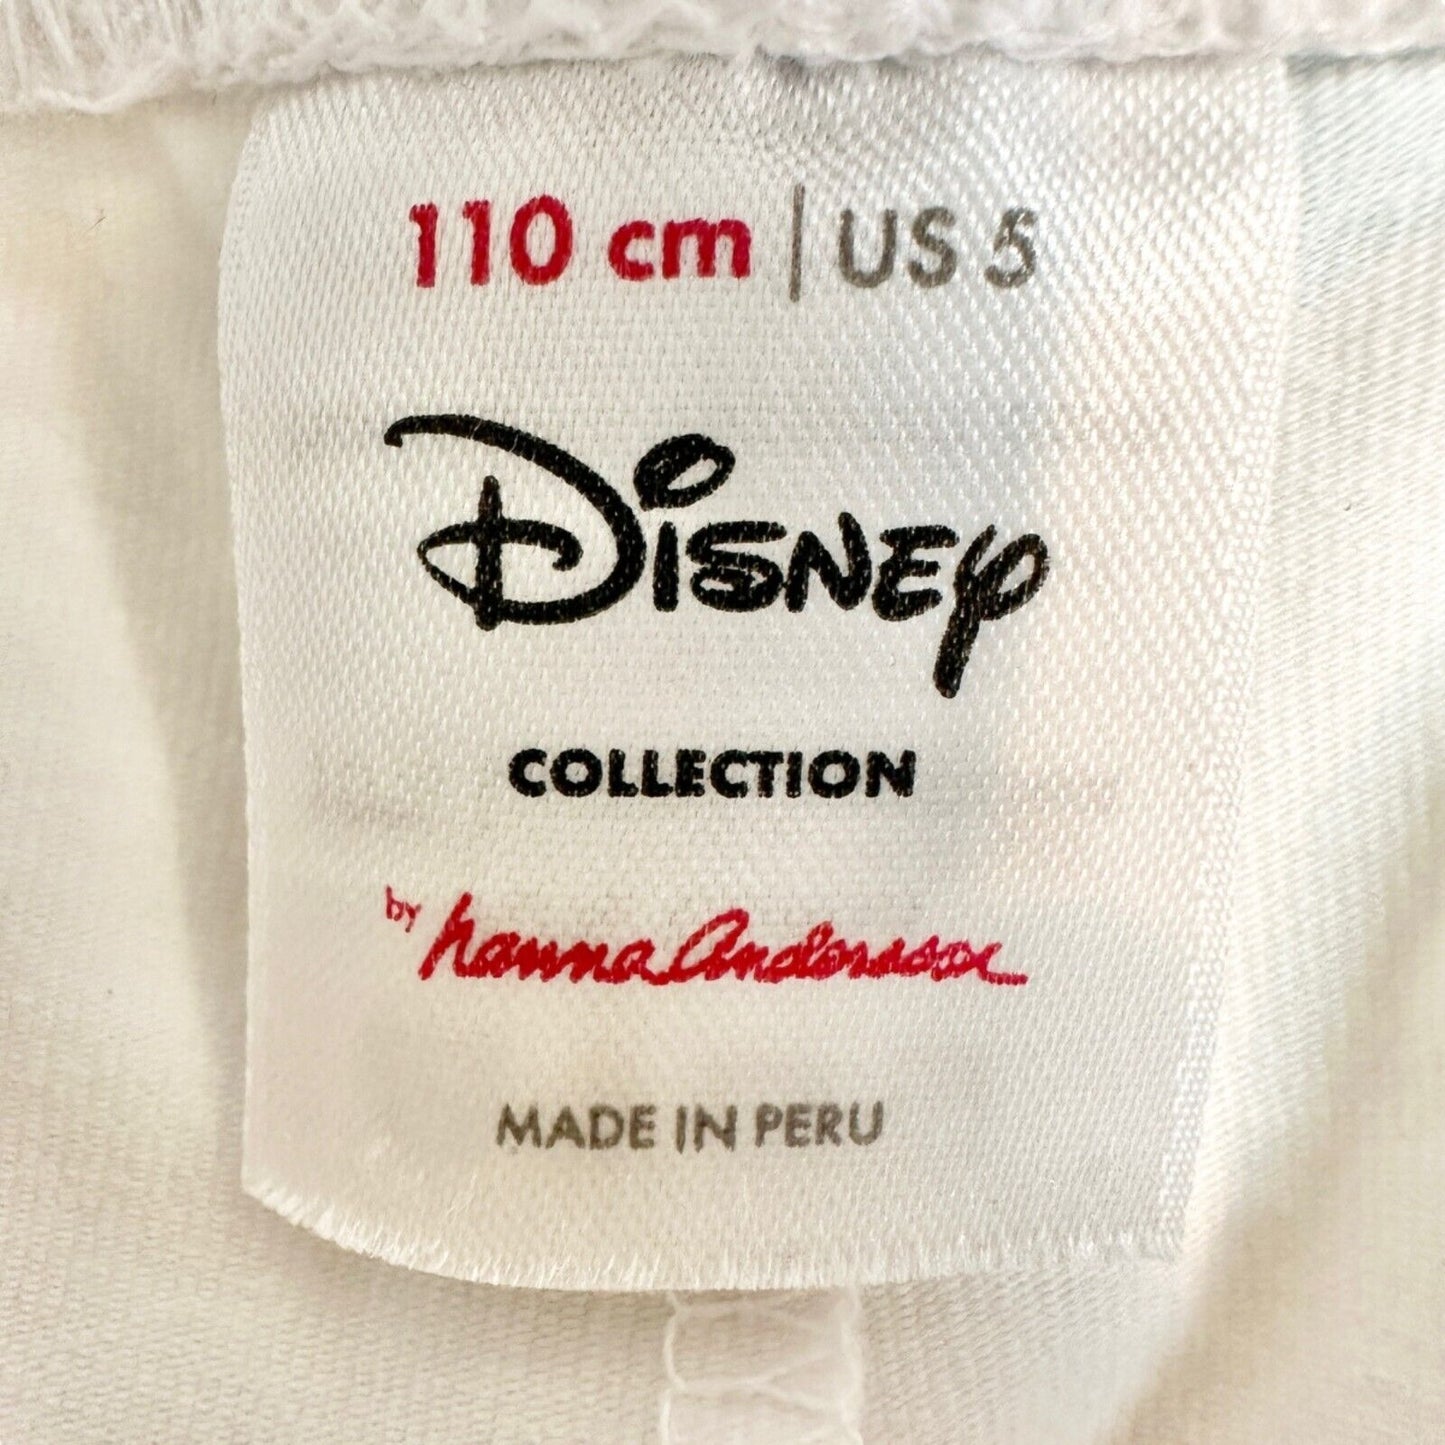 110 cm | US 5
Disney
COLLECTION
by hanna Andersson
MADE IN PERU